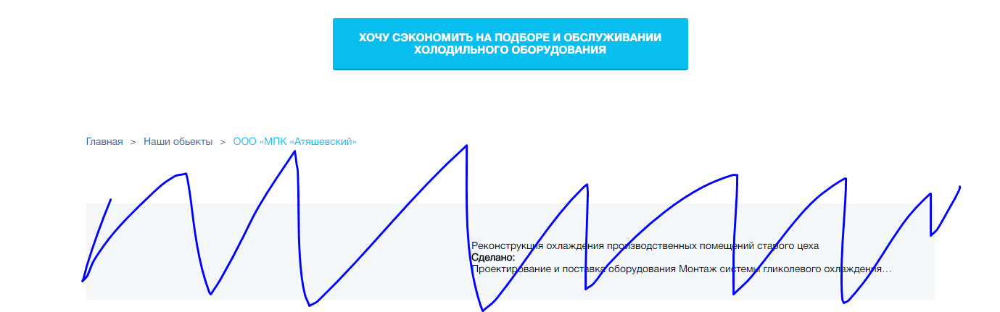 ХОЧУ СЭКОНОМИТЬ НА ПОДБОРЕ И ОБСЛУЖИВАНИИ
ХОЛОДИЛЬНОГО ОБОРУДОВАНИЯ
Главная > Наши обьекты > ООО «МПК «Атяшевский»
Реконструкция охлаждения производственных помещений старого цеха
Сделано:
Проектирование и поставка оборудования Монтаж системы гликолевого охлаждения…